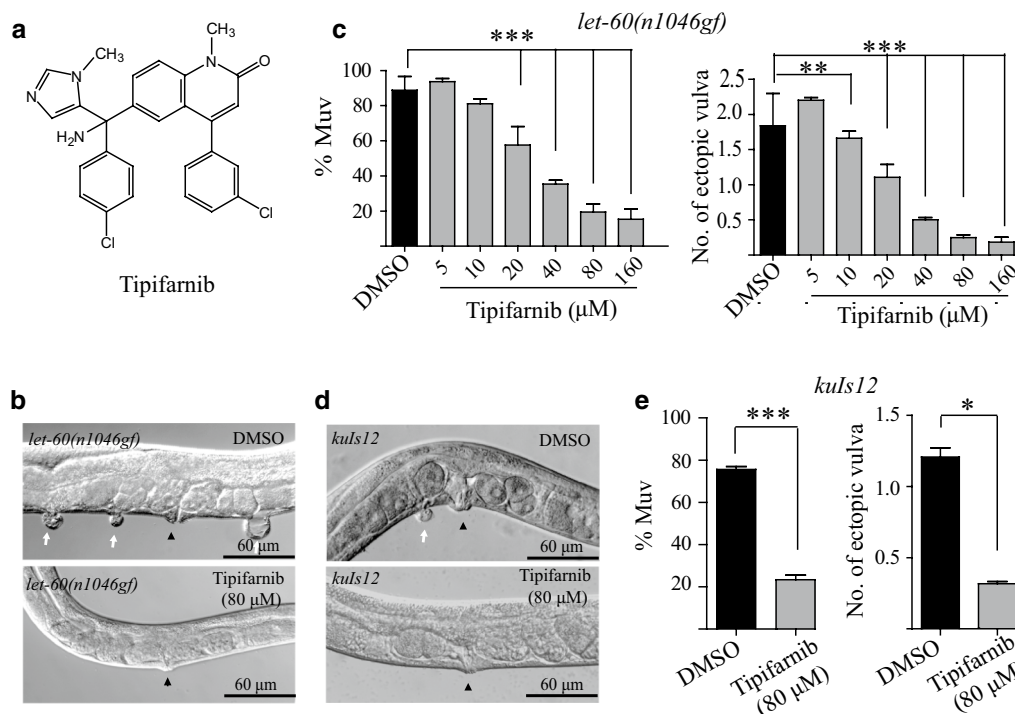 a
CH₃
N
N
H₂N
CH₃
N
O
Cl
Cl
Tipifarnib
c
let-60(n1046gf)
***
% Muv
100
80
60
40
20
DMSO
5
10
20
40
80
160
Tipifarnib (µM)
***
**
No. of ectopic vulva
2.5
2.0
1.5
1.0
0.5
DMSO
5
10
20
40
80
160
Tipifarnib (µM)
b
let-60(n1046gf)
DMSO
60 µm
let-60(n1046gf)
Tipifarnib
(80 µM)
60 µm
d
kuIs12
DMSO
60 µm
kuIs12
Tipifarnib
(80 µM)
60 µm
e
kuIs12
***
% Muv
100
80
60
40
20
DMSO
Tipifarnib
(80 µM)
*
No. of ectopic vulva
1.5
1.0
0.5
DMSO
Tipifarnib
(80 µM)